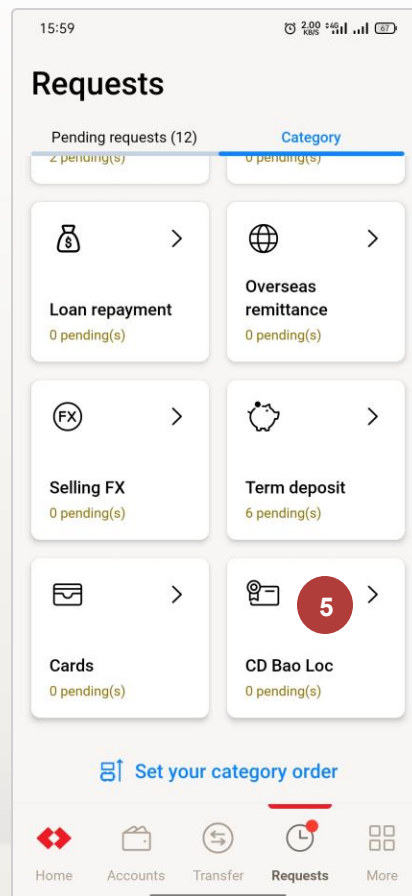 15:59
2.00 KB/S 4G 67
Requests
Pending requests (12) Category
2 pending(s) 0 pending(s)
Loan repayment
0 pending(s)
Overseas
remittance
0 pending(s)
FX
Selling FX
0 pending(s)
Term deposit
6 pending(s)
5
Cards
0 pending(s)
CD Bao Loc
0 pending(s)
Set your category order
Home Accounts Transfer Requests More